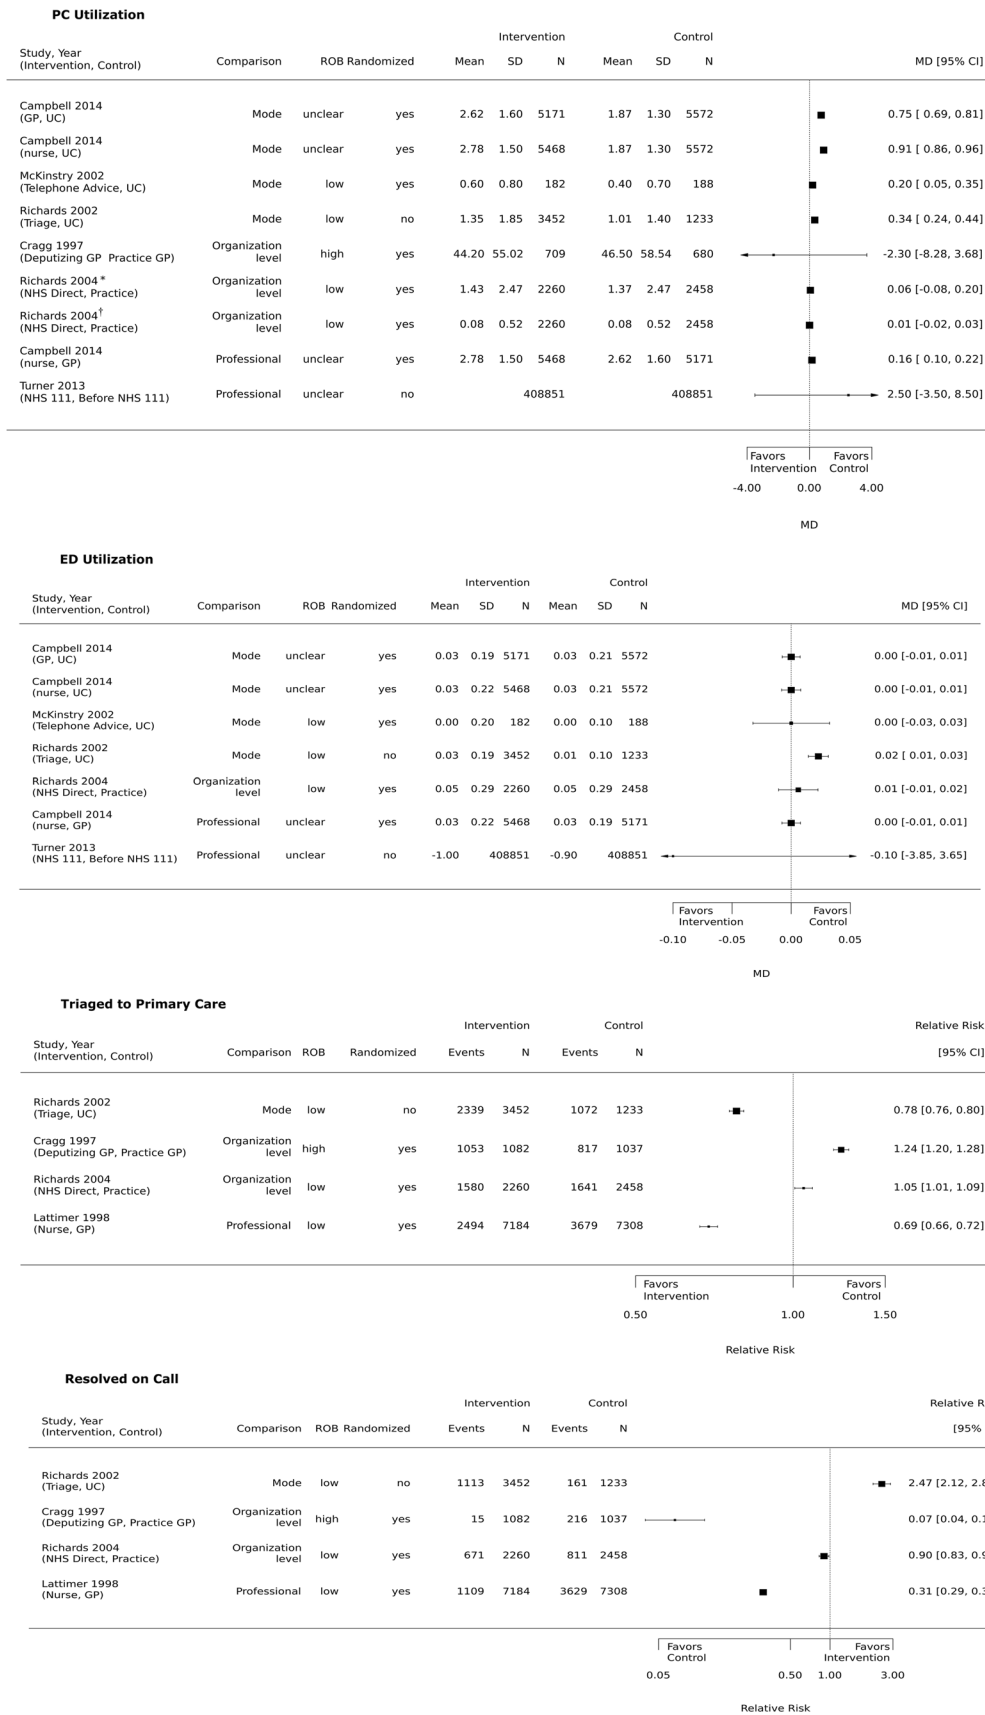 PC Utilization
Intervention Control
Study, Year
(Intervention, Control) Comparison ROB Randomized Mean SD N Mean SD N MD [95% CI]
Campbell 2014
(GP, UC) Mode unclear yes 2.62 1.60 5171 1.87 1.30 5572 0.75 [ 0.69, 0.81]
Campbell 2014
(nurse, UC) Mode unclear yes 2.78 1.50 5468 1.87 1.30 5572 0.91 [ 0.86, 0.96]
McKinstry 2002
(Telephone Advice, UC) Mode low yes 0.60 0.80 182 0.40 0.70 188 0.20 [ 0.05, 0.35]
Richards 2002
(Triage, UC) Mode low no 1.35 1.85 3452 1.01 1.40 1233 0.34 [ 0.24, 0.44]
Cragg 1997
(Deputizing GP Practice GP) Organization level high yes 44.20 55.02 709 46.50 58.54 680 -2.30 [-8.28, 3.68]
Richards 2004*
(NHS Direct, Practice) Organization level low yes 1.43 2.47 2260 1.37 2.47 2458 0.06 [-0.08, 0.20]
Richards 2004†
(NHS Direct, Practice) Organization level low yes 0.08 0.52 2260 0.08 0.52 2458 0.01 [-0.02, 0.03]
Campbell 2014
(nurse, GP) Professional unclear yes 2.78 1.50 5468 2.62 1.60 5171 0.16 [ 0.10, 0.22]
Turner 2013
(NHS 111, Before NHS 111) Professional unclear no 408851 408851 2.50 [-3.50, 8.50]
Favors Favors
Intervention Control
-4.00 0.00 4.00
MD
ED Utilization
Intervention Control
Study, Year
(Intervention, Control) Comparison ROB Randomized Mean SD N Mean SD N MD [95% CI]
Campbell 2014
(GP, UC) Mode unclear yes 0.03 0.19 5171 0.03 0.21 5572 0.00 [-0.01, 0.01]
Campbell 2014
(nurse, UC) Mode unclear yes 0.03 0.22 5468 0.03 0.21 5572 0.00 [-0.01, 0.01]
McKinstry 2002
(Telephone Advice, UC) Mode low yes 0.00 0.20 182 0.00 0.10 188 0.00 [-0.03, 0.03]
Richards 2002
(Triage, UC) Mode low no 0.03 0.19 3452 0.01 0.10 1233 0.02 [ 0.01, 0.03]
Richards 2004
(NHS Direct, Practice) Organization level low yes 0.05 0.29 2260 0.05 0.29 2458 0.01 [-0.01, 0.02]
Campbell 2014
(nurse, GP) Professional unclear yes 0.03 0.22 5468 0.03 0.19 5171 0.00 [-0.01, 0.01]
Turner 2013
(NHS 111, Before NHS 111) Professional unclear no -1.00 408851 -0.90 408851 -0.10 [-3.85, 3.65]
Favors Favors
Intervention Control
-0.10 -0.05 0.00 0.05
MD
Triaged to Primary Care
Intervention Control Relative Risk
Study, Year
(Intervention, Control) Comparison ROB Randomized Events N Events N [95% CI]
Richards 2002
(Triage, UC) Mode low no 2339 3452 1072 1233 0.78 [0.76, 0.80]
Cragg 1997
(Deputizing GP, Practice GP) Organization level high yes 1053 1082 817 1037 1.24 [1.20, 1.28]
Richards 2004
(NHS Direct, Practice) Organization level low yes 1580 2260 1641 2458 1.05 [1.01, 1.09]
Lattimer 1998
(Nurse, GP) Professional low yes 2494 7184 3679 7308 0.69 [0.66, 0.72]
Favors Favors
Intervention Control
0.50 1.00 1.50
Relative Risk
Resolved on Call
Intervention Control Relative R
Study, Year
(Intervention, Control) Comparison ROB Randomized Events N Events N [95%
Richards 2002
(Triage, UC) Mode low no 1113 3452 161 1233 2.47 [2.12, 2.8
Cragg 1997
(Deputizing GP, Practice GP) Organization level high yes 15 1082 216 1037 0.07 [0.04, 0.1
Richards 2004
(NHS Direct, Practice) Organization level low yes 671 2260 811 2458 0.90 [0.83, 0.9
Lattimer 1998
(Nurse, GP) Professional low yes 1109 7184 3629 7308 0.31 [0.29, 0.3
Favors Favors
Control Intervention
0.05 0.50 1.00 3.00
Relative Risk